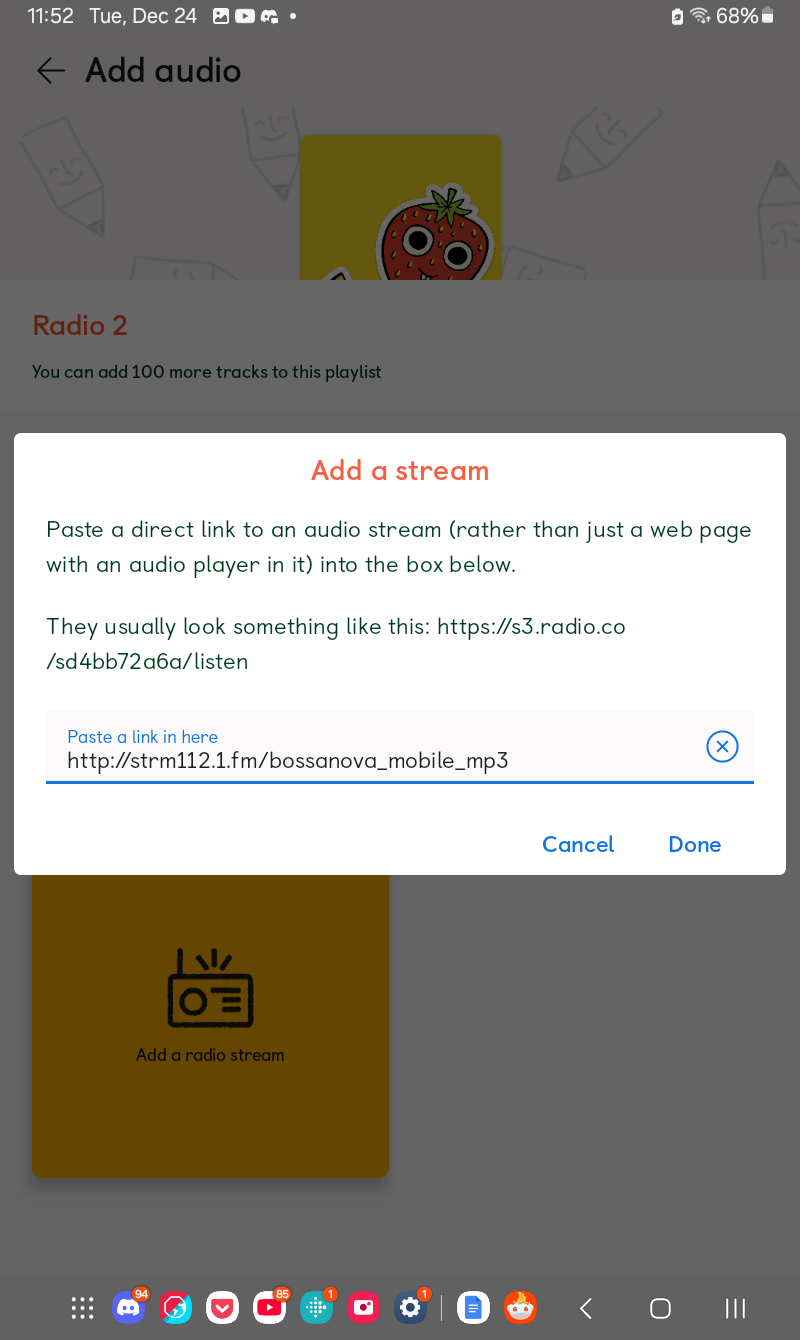 11:52 Tue, Dec 24
68%
Add audio
Radio 2
You can add 100 more tracks to this playlist
Add a stream
Paste a direct link to an audio stream (rather than just a web page
with an audio player in it) into the box below.
They usually look something like this: https://s3.radio.co
/sd4bb72a6a/listen
Paste a link in here
http://strm112.1.fm/bossanova_mobile_mp3
Cancel
Done
Add a radio stream
94
85
1
1